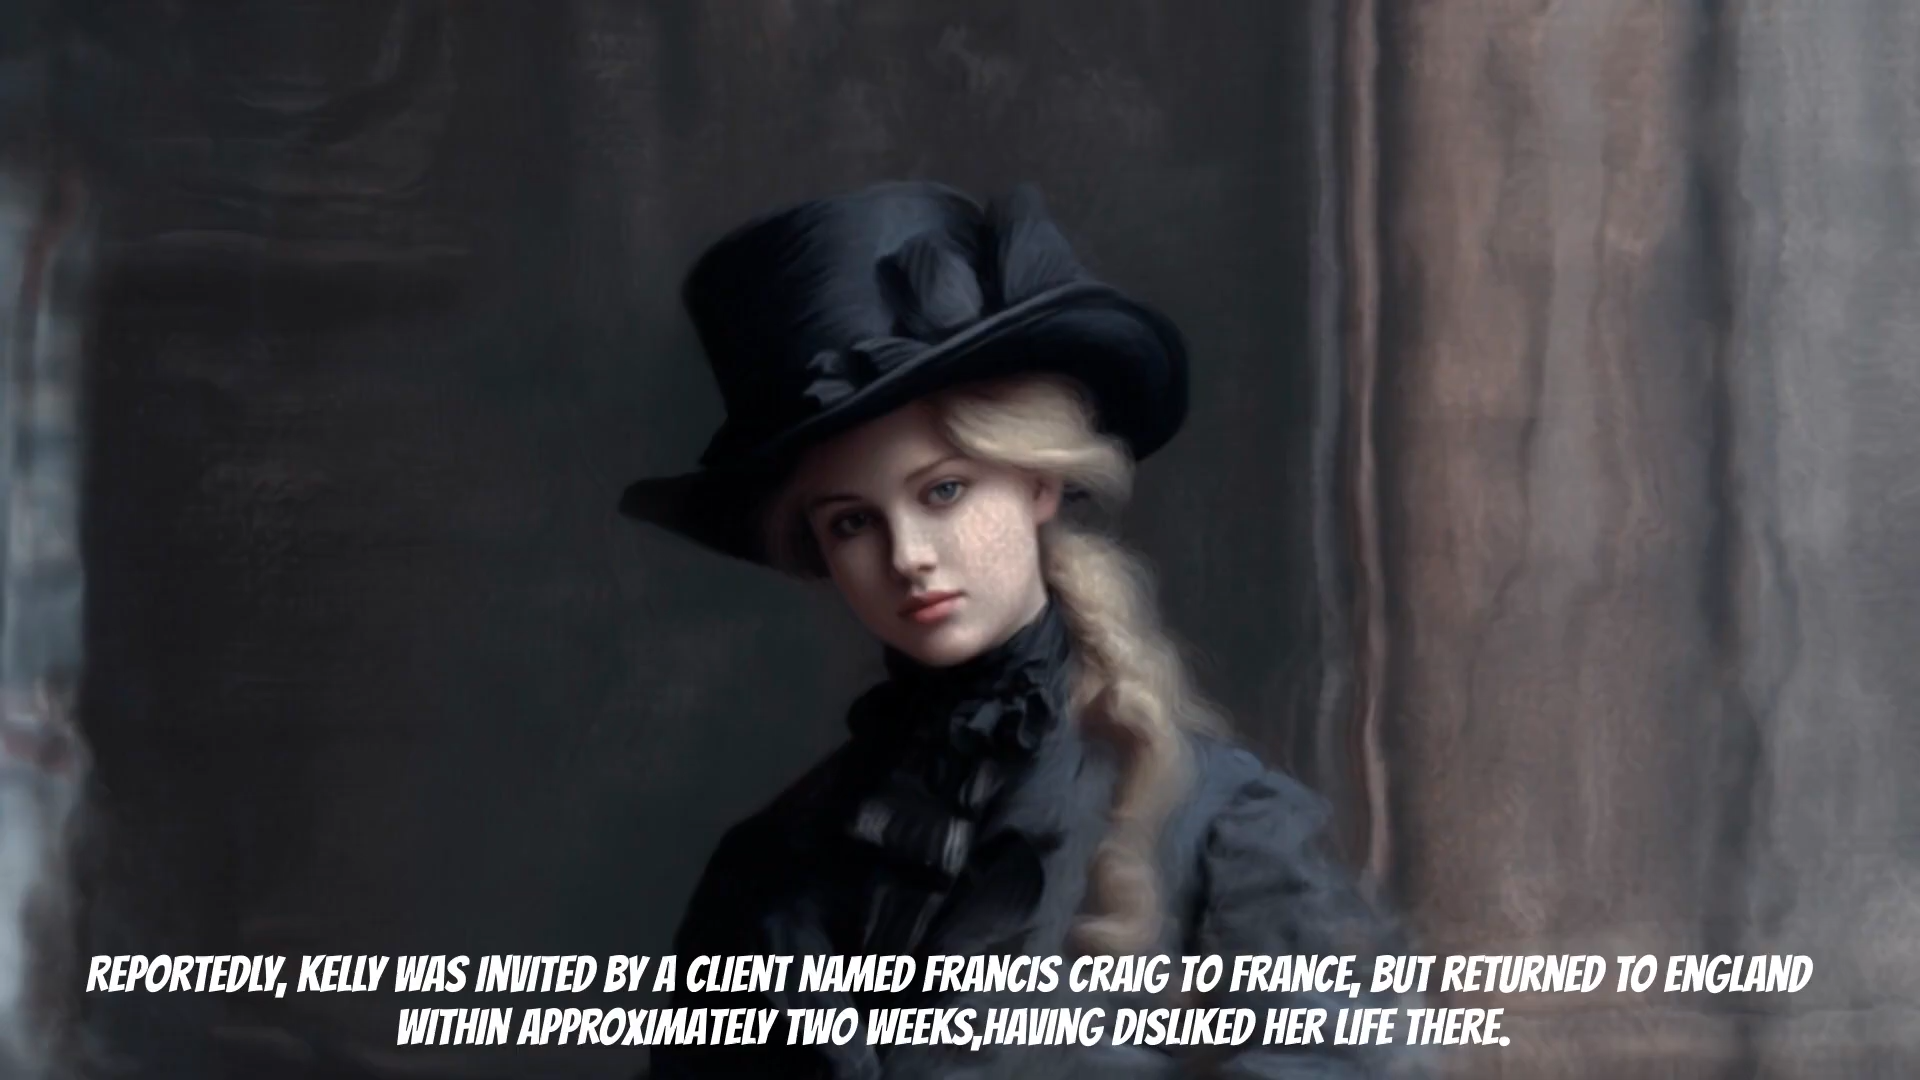 REPORTEDLY, KELLY WAS INVITED BY A CLIENT NAMED FRANCIS CRAIG TO FRANCE, BUT RETURNED TO ENGLAND
WITHIN APPROXIMATELY TWO WEEKS,HAVING DISLIKED HER LIFE THERE.